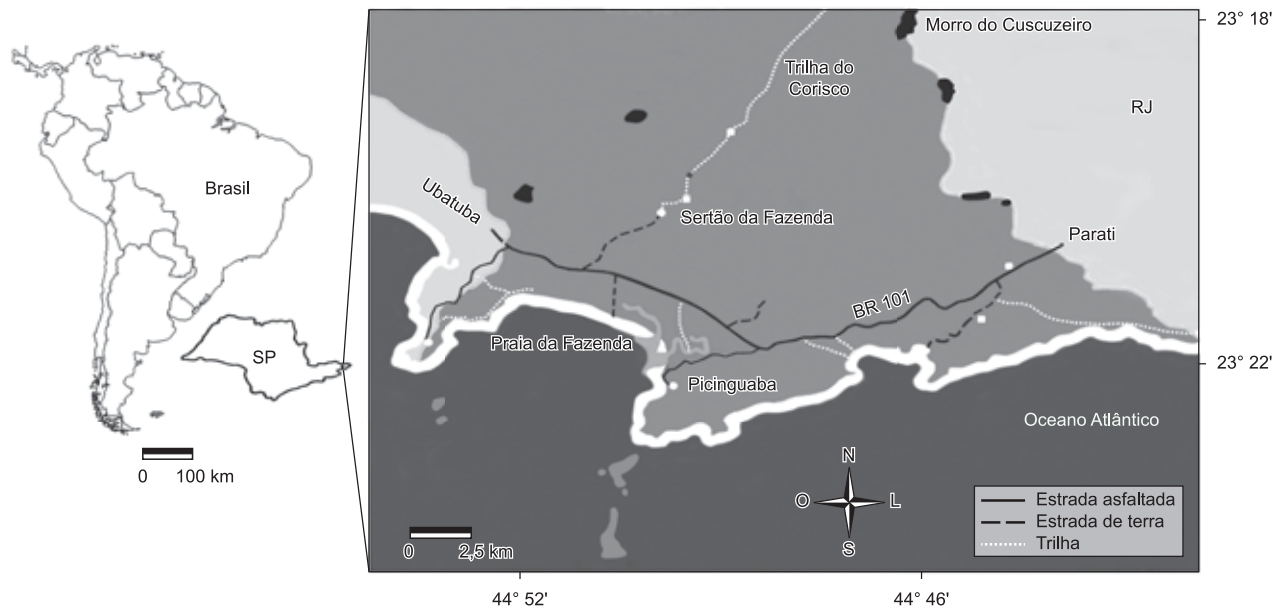 Brasil
SP
0 100 km
Morro do Cuscuzeiro
23° 18'
Trilha do
Corisco
RJ
Ubatuba
Sertão da Fazenda
Parati
BR 101
Praia da Fazenda
23° 22'
Picinguaba
Oceano Atlântico
N
O L
S
Estrada asfaltada
Estrada de terra
Trilha
0 2,5 km
44° 52'
44° 46'